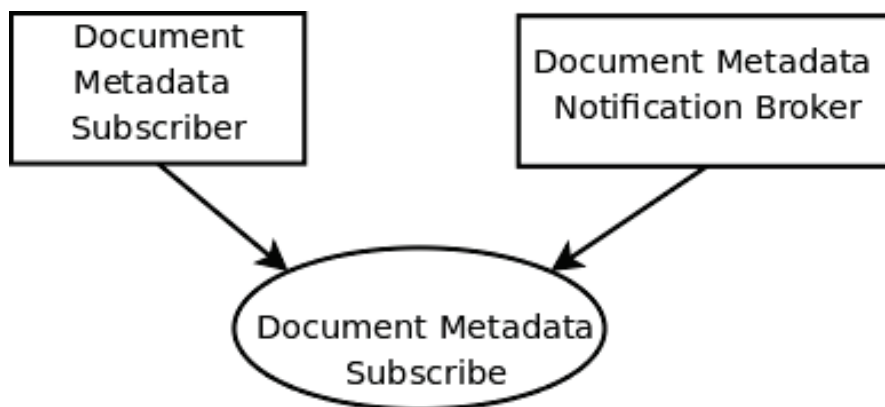 Document
Metadata
Subscriber
Document Metadata
Notification Broker
Document Metadata
Subscribe